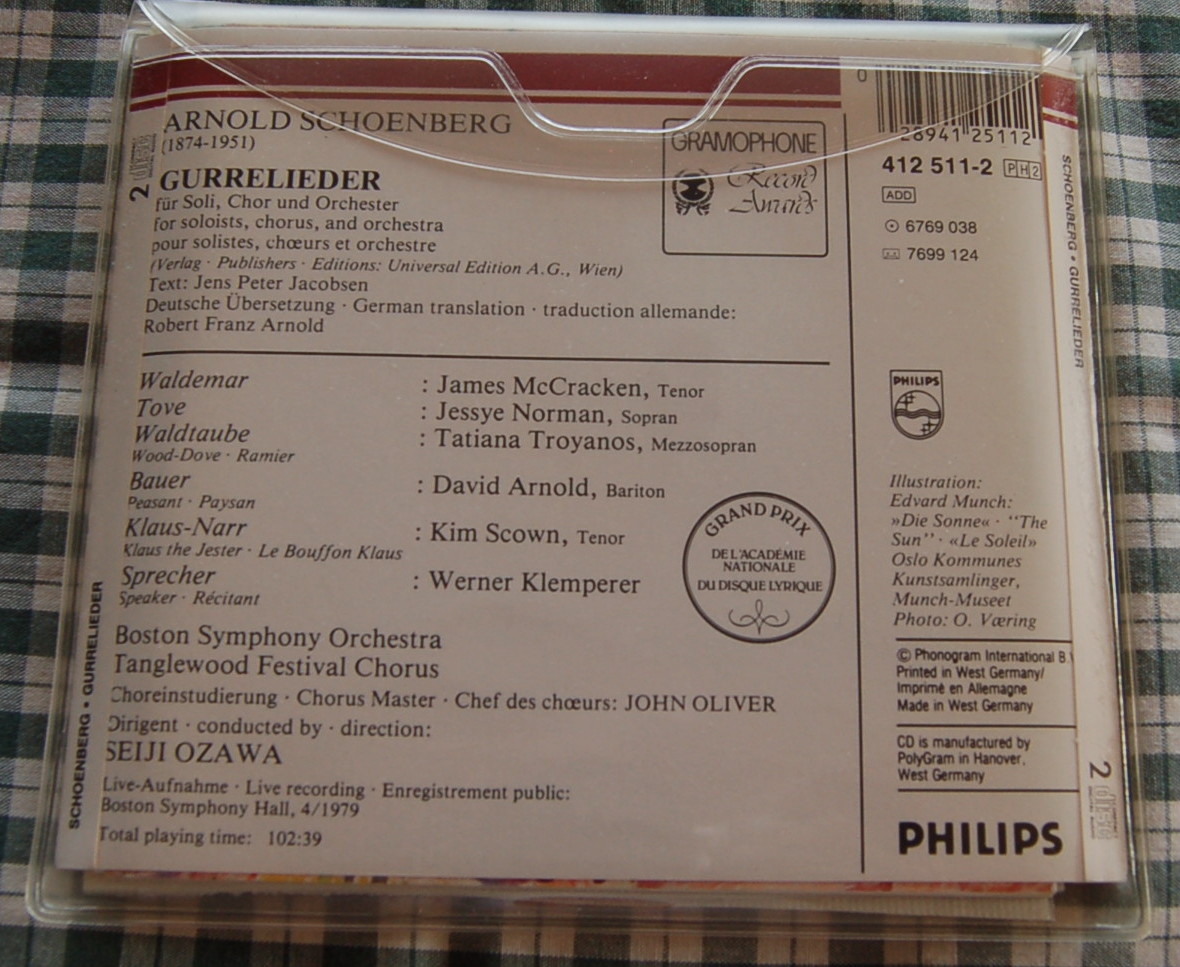 ARNOLD SCHOENBERG
(1874-1951)
GURRELIEDER
für Soli, Chor und Orchester
for soloists, chorus, and orchestra
pour solistes, chœurs et orchestre
(Verlag · Publishers · Editions: Universal Edition A.G., Wien)
Text: Jens Peter Jacobsen
Deutsche Übersetzung · German translation · traduction allemande:
Robert Franz Arnold
GRAMOPHONE
Record
Awards
Waldemar : James McCracken, Tenor
Tove : Jessye Norman, Sopran
Waldtaube : Tatiana Troyanos, Mezzosopran
Wood-Dove · Ramier
Bauer : David Arnold, Bariton
Peasant · Paysan
Klaus-Narr : Kim Scown, Tenor
Klaus the Jester · Le Bouffon Klaus
Sprecher : Werner Klemperer
Speaker · Récitant
GRAND PRIX
DE L'ACADÉMIE
NATIONALE
DU DISQUE LYRIQUE
Boston Symphony Orchestra
Tanglewood Festival Chorus
Choreinstudierung · Chorus Master · Chef des chœurs: JOHN OLIVER
Dirigent · conducted by · direction:
SEIJI OZAWA
Live-Aufnahme · Live recording · Enregistrement public:
Boston Symphony Hall, 4/1979
Total playing time: 102:39
0
28941 25112
412 511-2 PH2
ADD
6769 038
7699 124
PHILIPS
Illustration:
Edvard Munch:
»Die Sonne« · "The
Sun" · «Le Soleil»
Oslo Kommunes
Kunstsamlinger,
Munch-Museet
Photo: O. Væring
© Phonogram International B.V
Printed in West Germany/
Imprimé en Allemagne
Made in West Germany
CD is manufactured by
PolyGram in Hanover,
West Germany
PHILIPS
SCHOENBERG • GURRELIEDER
2 disc
SCHOENBERG • GURRELIEDER
2 disc